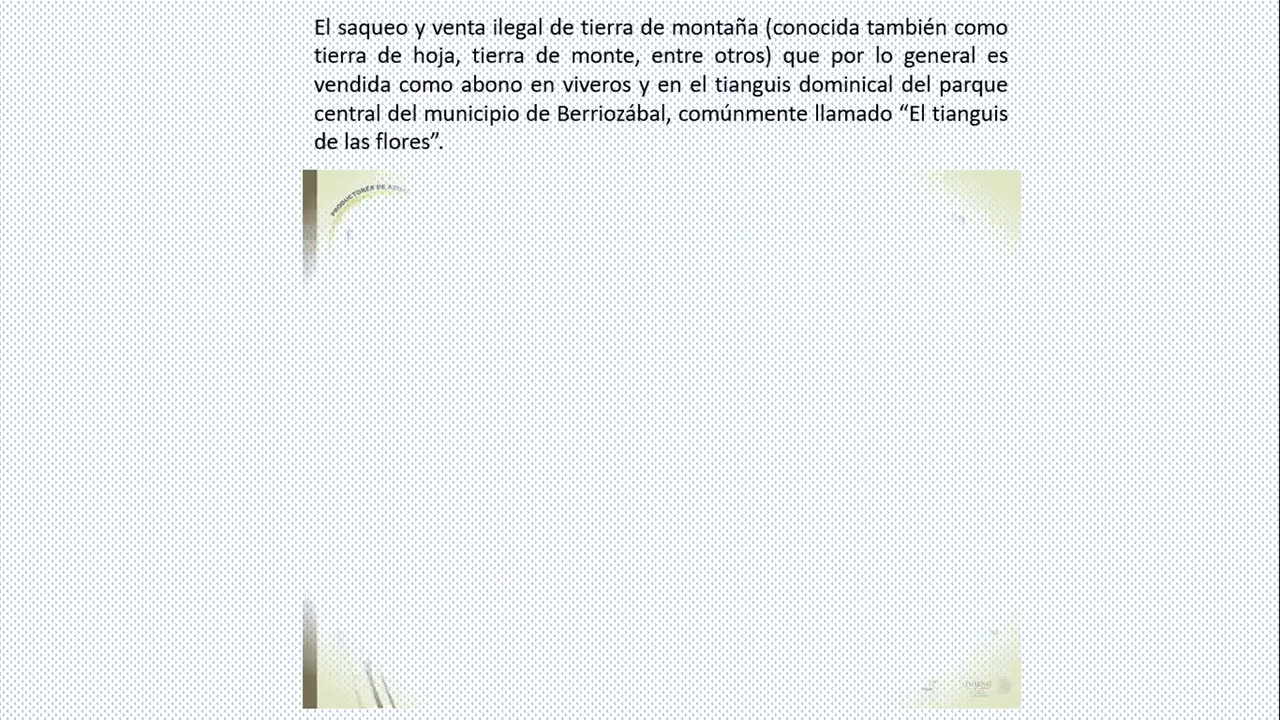 El saqueo y venta ilegal de tierra de montaña (conocida también como
tierra de hoja, tierra de monte, entre otros) que por lo general es
vendida como abono en viveros y en el tianguis dominical del parque
central del municipio de Berriozábal, comúnmente llamado “El tianguis
de las flores”.
PRODUCTORES DE